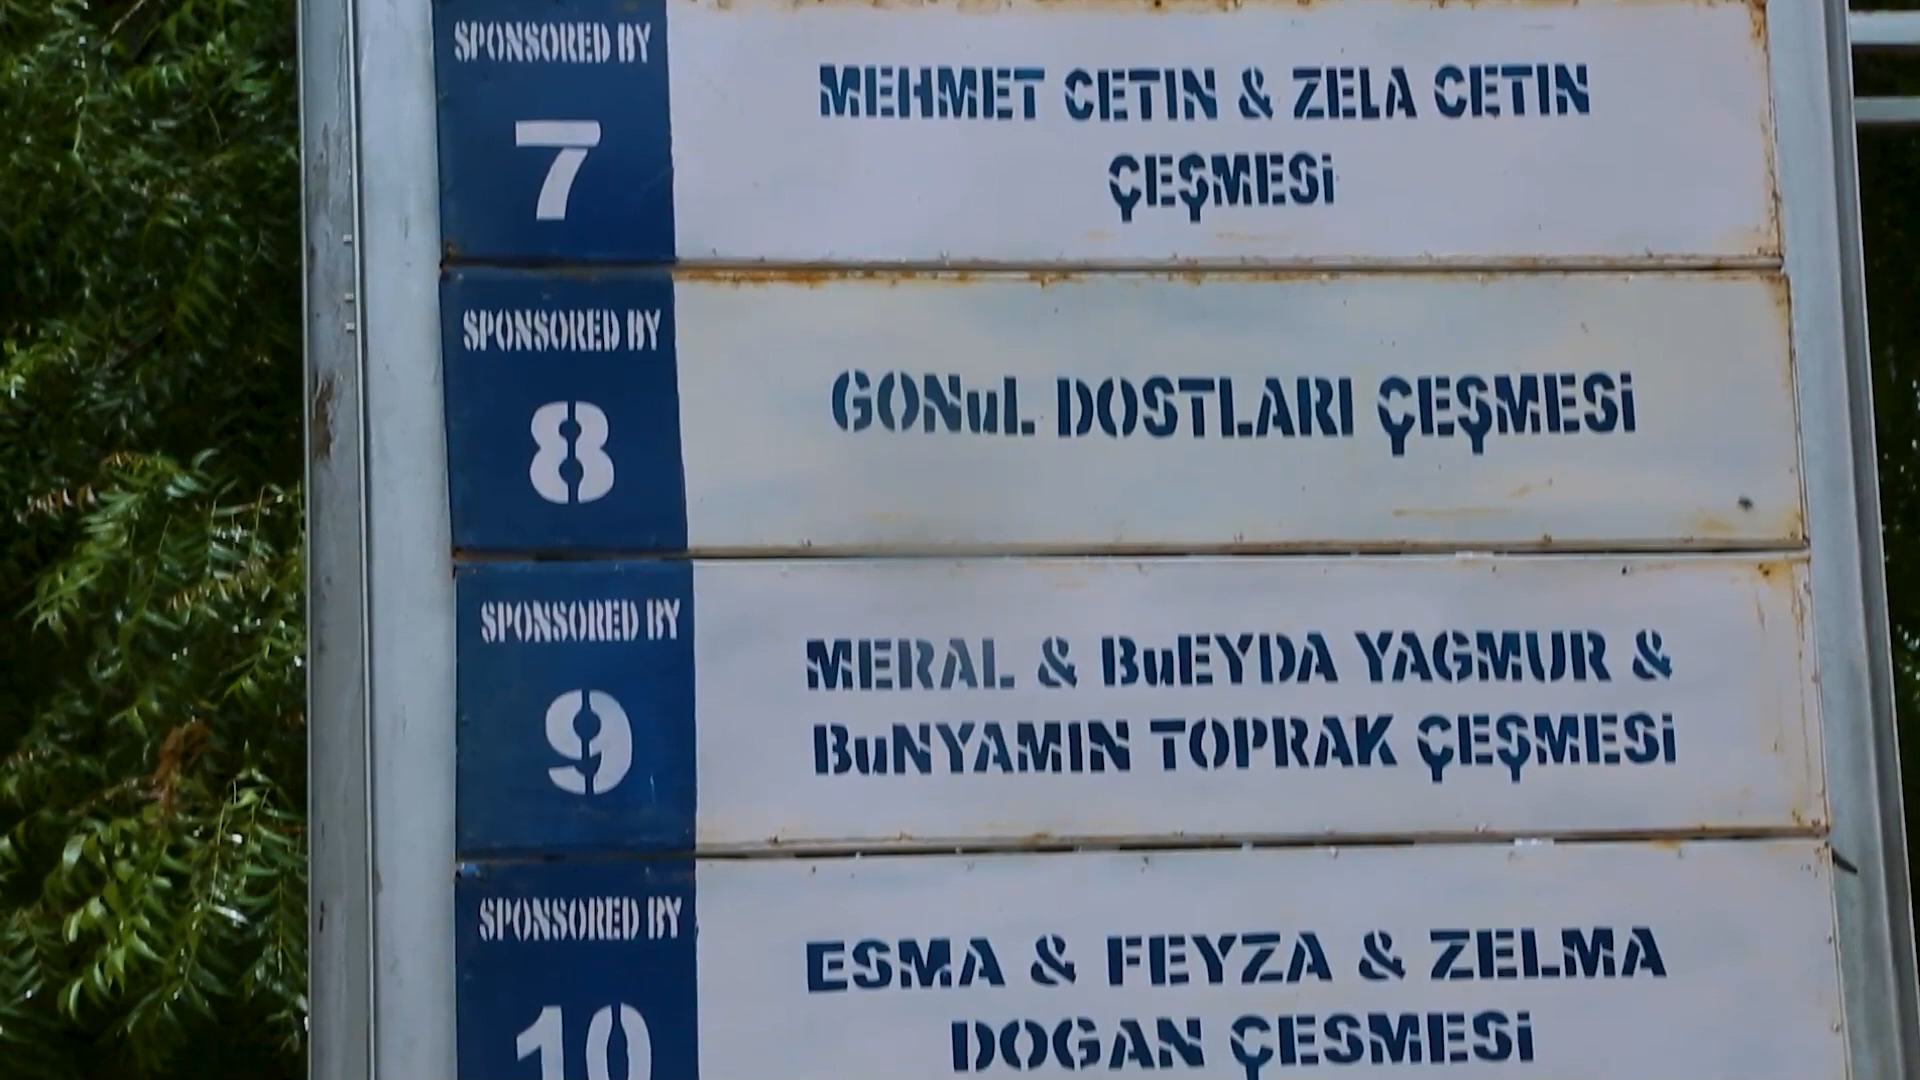 SPONSORED BY
7
MEHMET CETIN & ZELA CETIN
ÇEŞMESi
SPONSORED BY
8
GONuL DOSTLARI ÇEŞMESi
SPONSORED BY
9
MERAL & BuEYDA YAGMUR &
BuNYAMIN TOPRAK ÇEŞMESi
SPONSORED BY
10
ESMA & FEYZA & ZELMA
DOGAN ÇESMESi